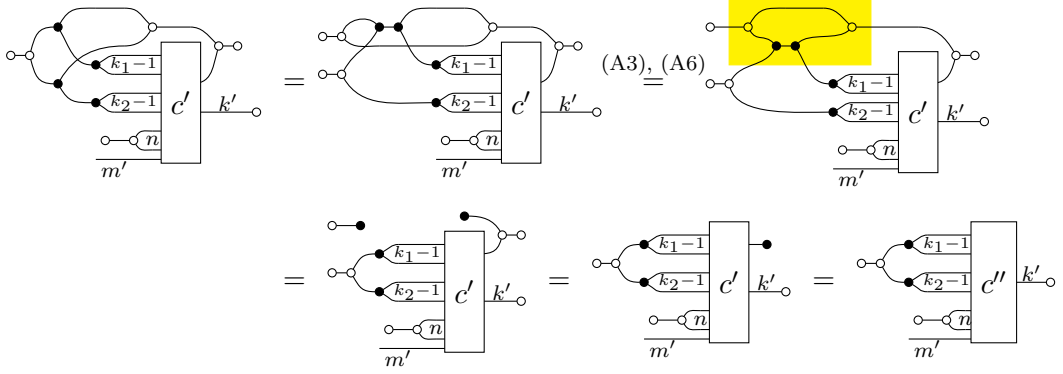 k₁−1
k₂−1
c′
k′
n
m′
=
k₁−1
k₂−1
c′
k′
n
m′
(A3), (A6)
=
k₁−1
k₂−1
c′
k′
n
m′
=
k₁−1
k₂−1
c′
k′
n
m′
=
k₁−1
k₂−1
c′
k′
n
m′
=
k₁−1
k₂−1
c′′
k′
n
m′